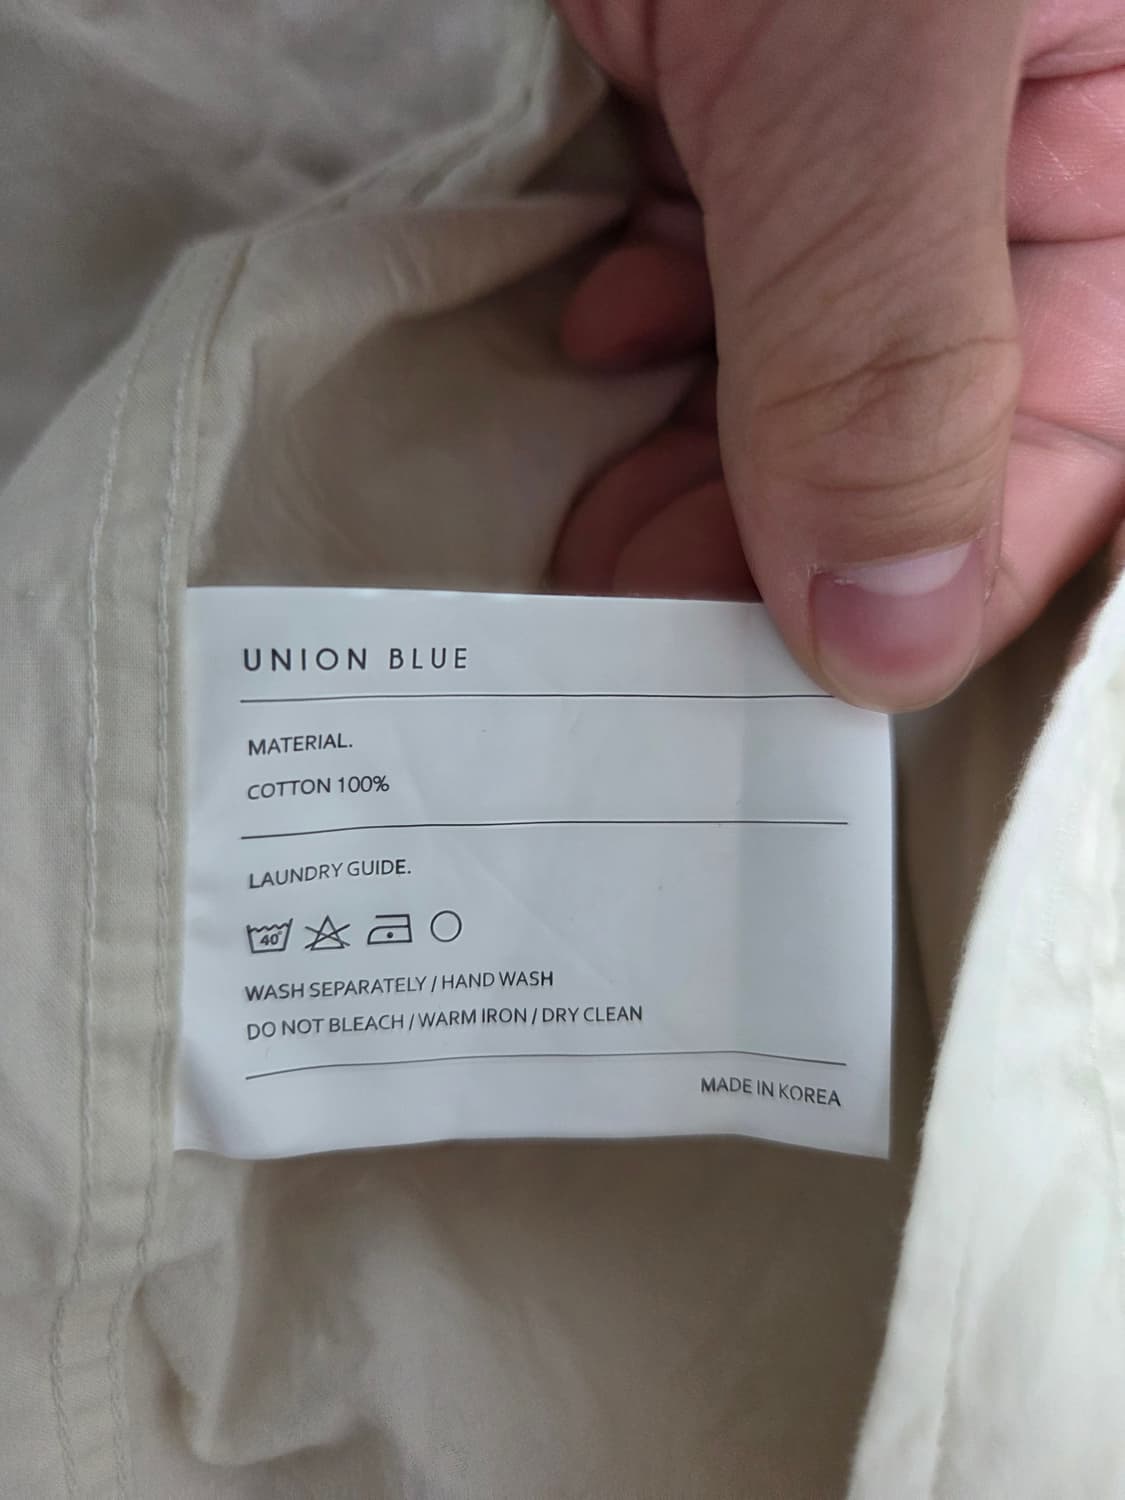 UNION BLUE
MATERIAL.
COTTON 100%
LAUNDRY GUIDE.
40°
WASH SEPARATELY / HAND WASH
DO NOT BLEACH / WARM IRON / DRY CLEAN
MADE IN KOREA